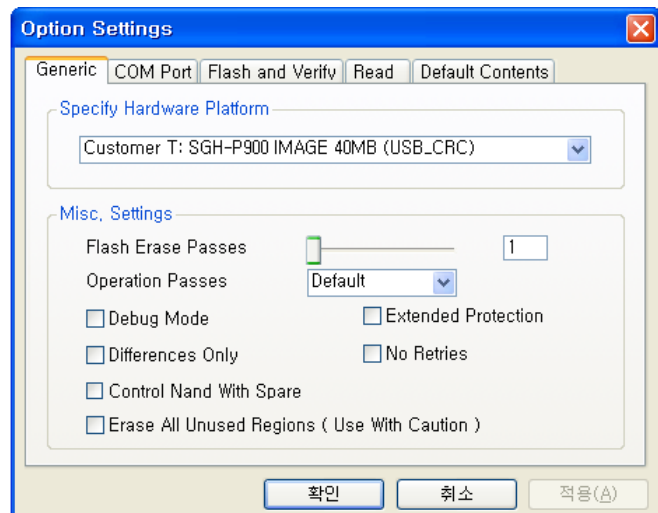 Option Settings
Generic COM Port Flash and Verify Read Default Contents
Specify Hardware Platform
Customer T: SGH-P900 IMAGE 40MB (USB_CRC)
Misc, Settings
Flash Erase Passes 1
Operation Passes Default
Debug Mode Extended Protection
Differences Only No Retries
Control Nand With Spare
Erase All Unused Regions ( Use With Caution )
확인 취소 적용(A)